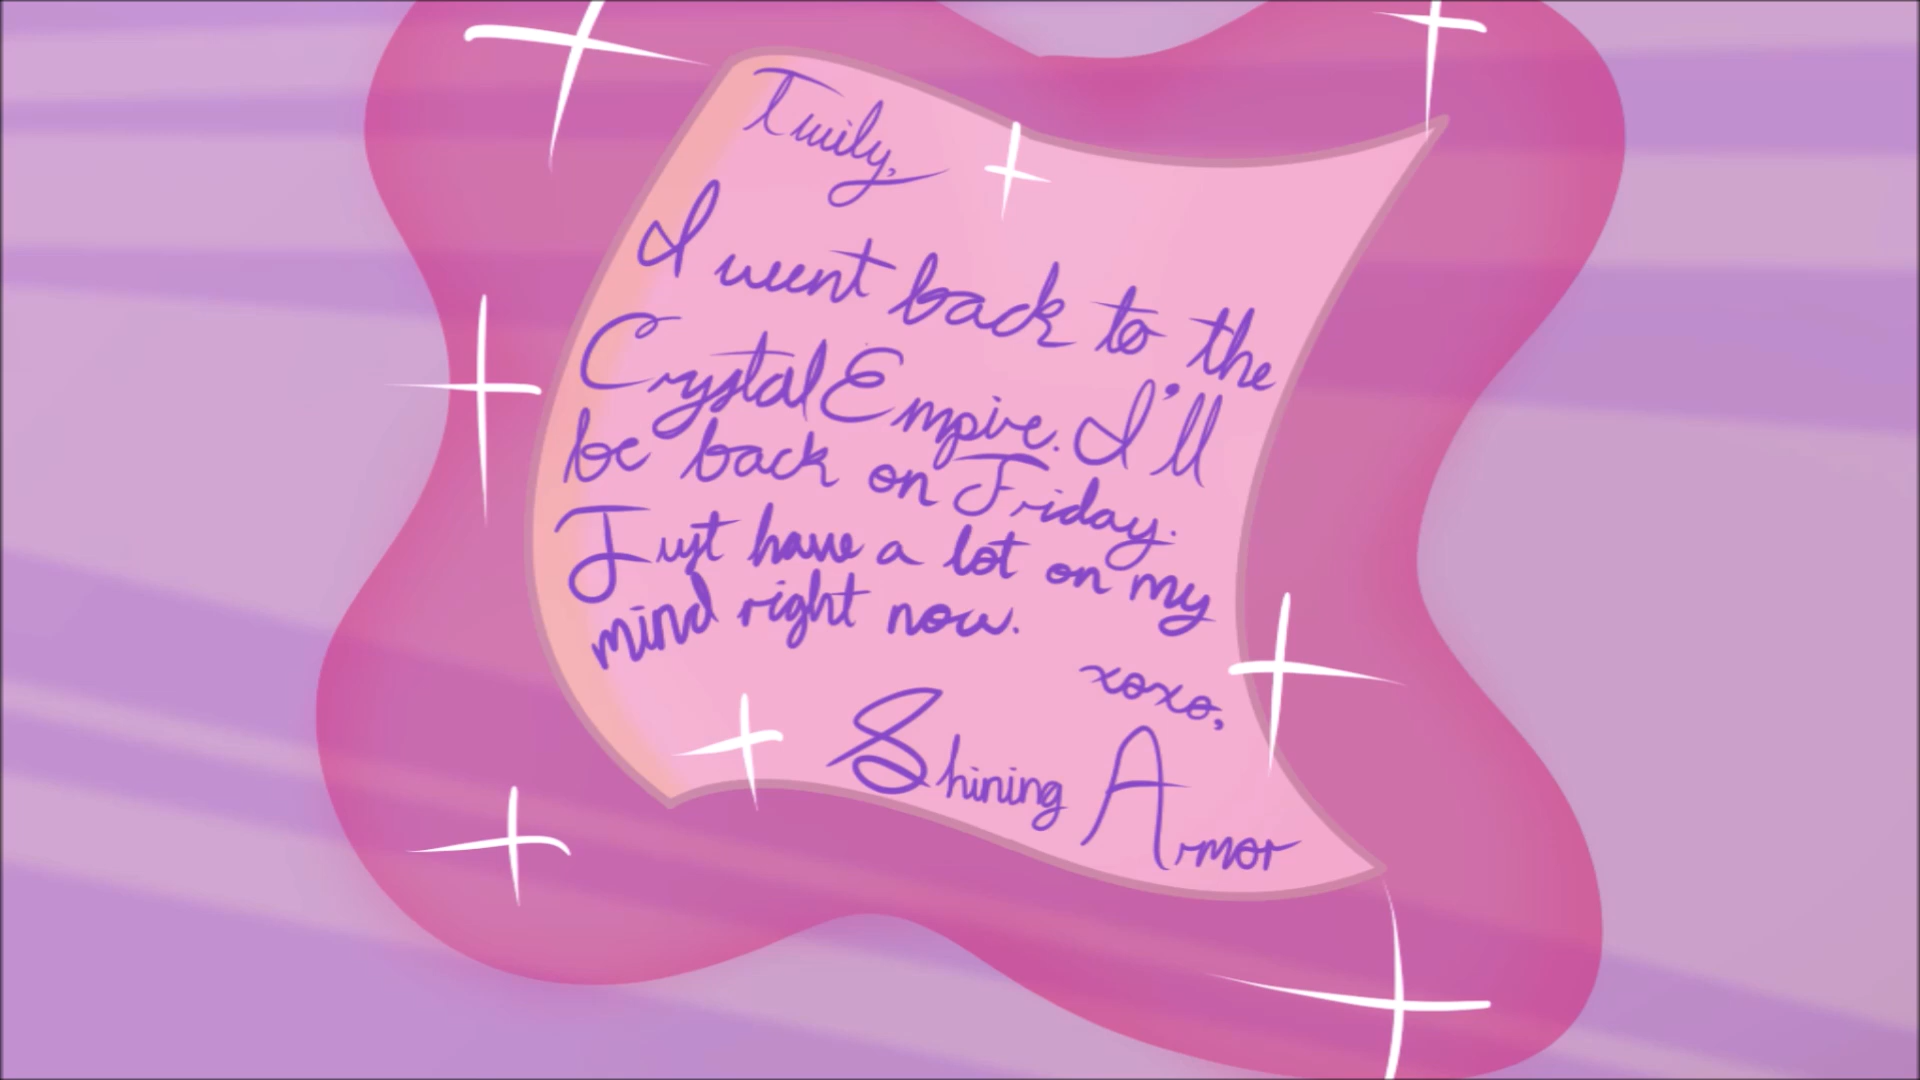 Twily,
I went back to the
Crystal Empire. I'll
be back on Friday.
Just have a lot on my
mind right now.
xoxo,
Shining Armor